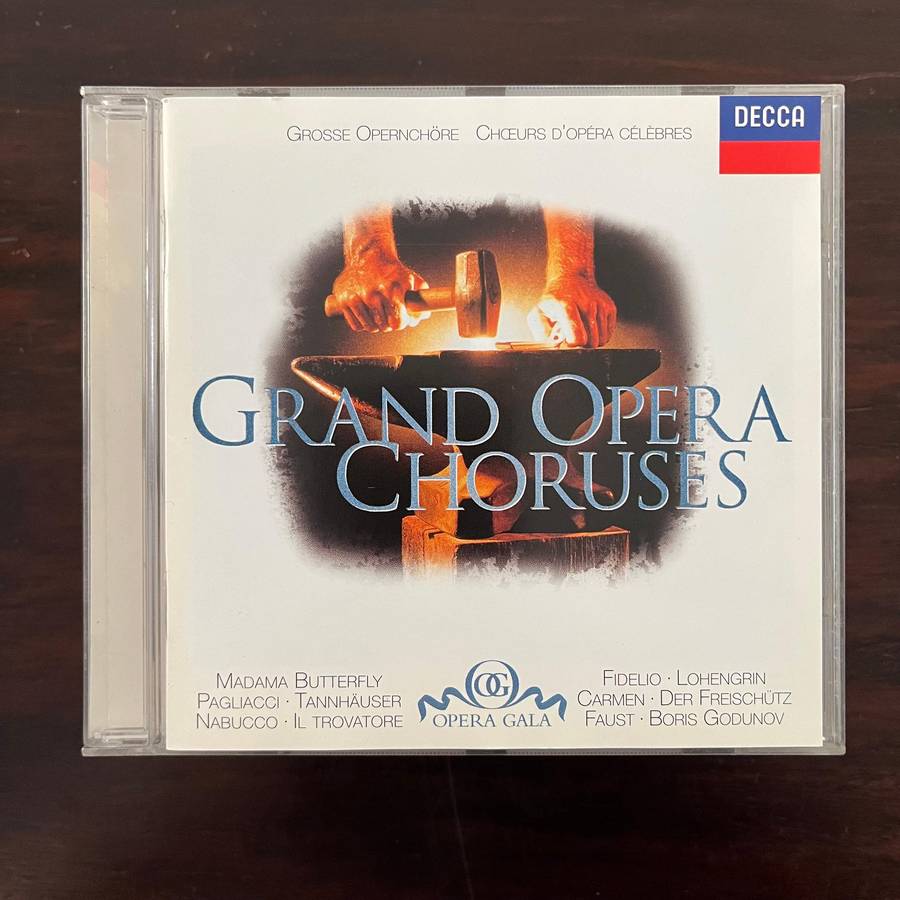 GROSSE OPERNCHÖRE CHŒURS D'OPÉRA CÉLÈBRES
DECCA
GRAND OPERA
CHORUSES
MADAMA BUTTERFLY
PAGLIACCI · TANNHÄUSER
NABUCCO · IL TROVATORE
OG
OPERA GALA
FIDELIO · LOHENGRIN
CARMEN · DER FREISCHÜTZ
FAUST · BORIS GODUNOV